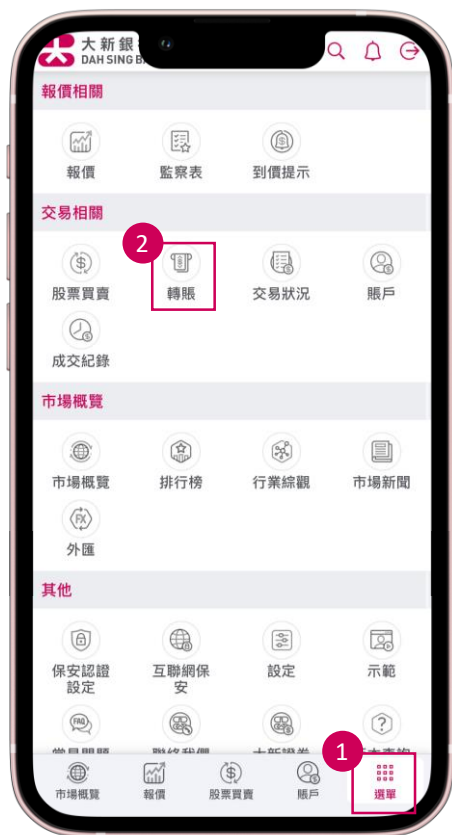 大新銀
DAH SING B
報價相關
報價
監察表
到價提示
交易相關
2
股票買賣
轉賬
交易狀況
賬戶
成交紀錄
市場概覽
市場概覽
排行榜
行業綜觀
市場新聞
FX
外匯
其他
保安認證
設定
互聯網保
安
設定
示範
FAQ
1
市場概覽
報價
股票買賣
賬戶
選單